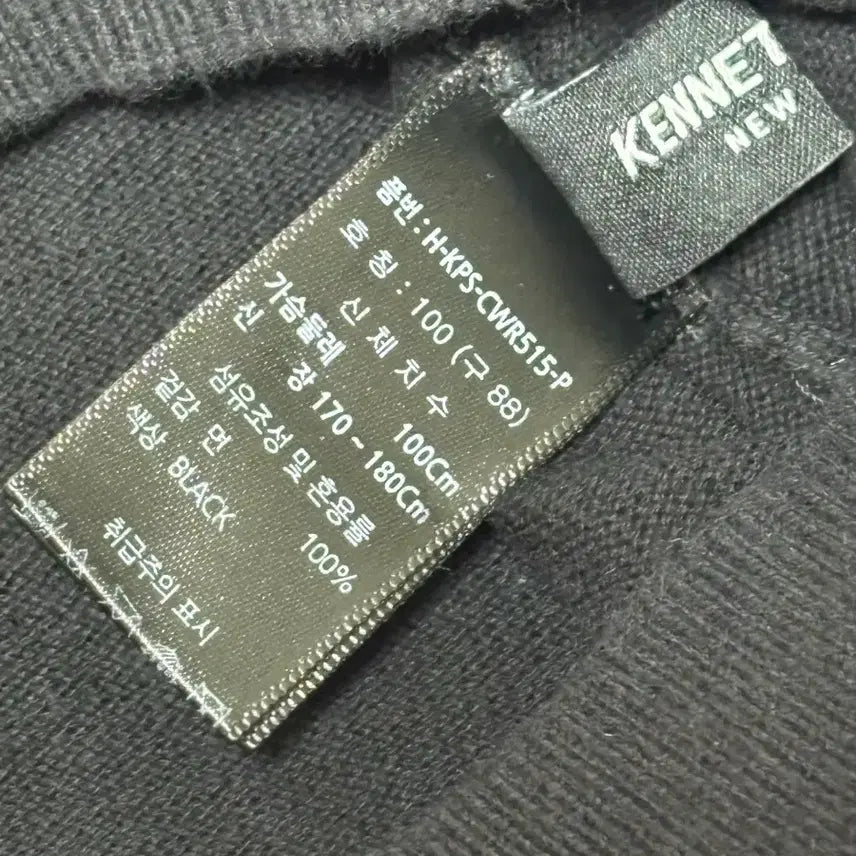 KENNET
NEW
품번 : H-KPS-CWR515-P
호 칭 : 100 (구 88)
신 체 치 수
가슴둘레 100Cm
신 장 170 ~ 180Cm
섬유조성 및 혼용률
겉감 면 100%
색상 BLACK
취급주의 표시